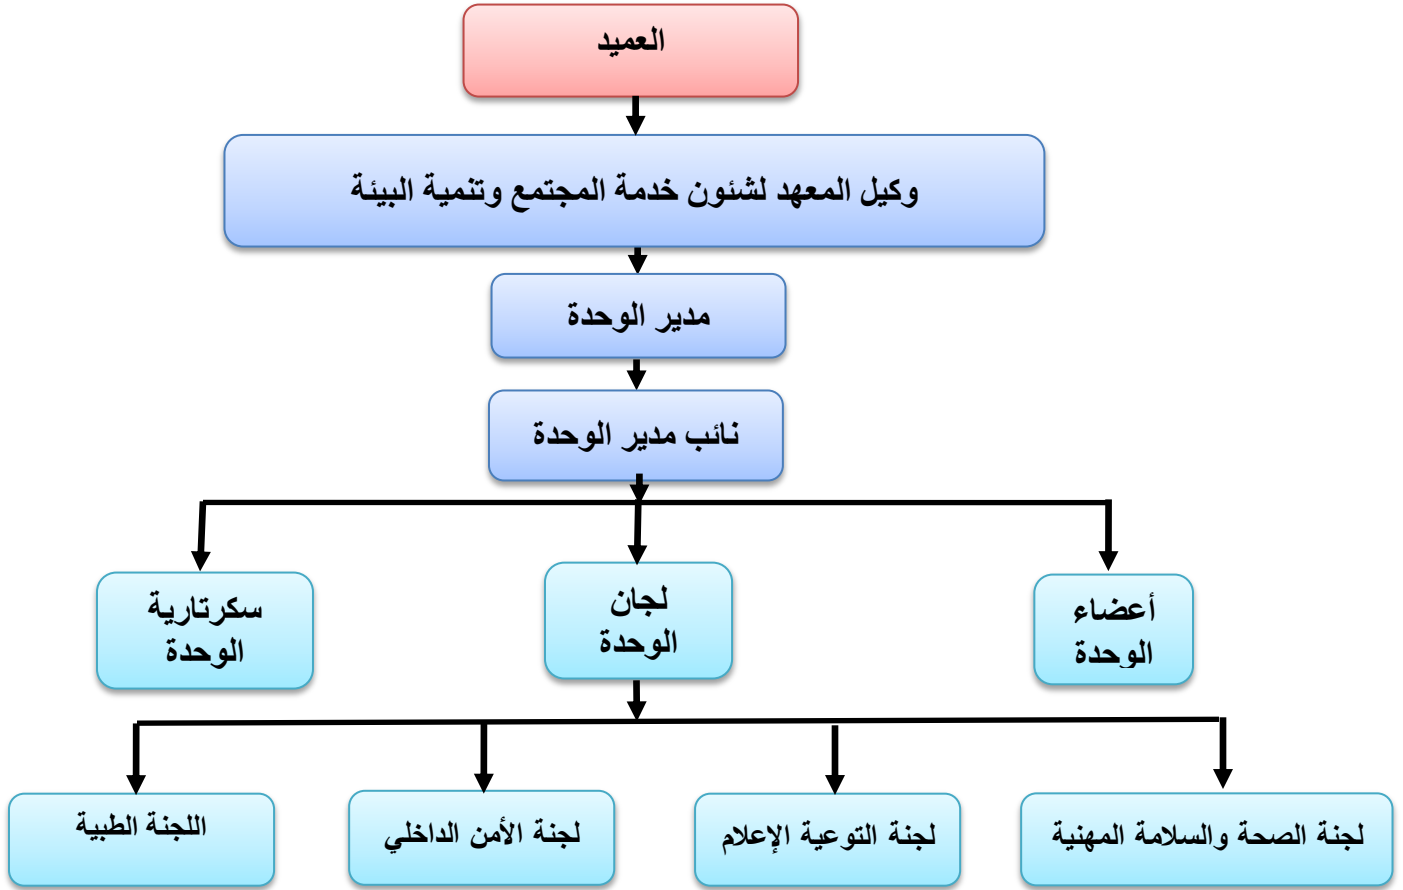 العميد
وكيل المعهد لشئون خدمة المجتمع وتنمية البيئة
مدير الوحدة
نائب مدير الوحدة
أعضاء
الوحدة
لجان
الوحدة
سكرتارية
الوحدة
لجنة الصحة والسلامة المهنية
لجنة التوعية الإعلام
لجنة الأمن الداخلي
اللجنة الطبية